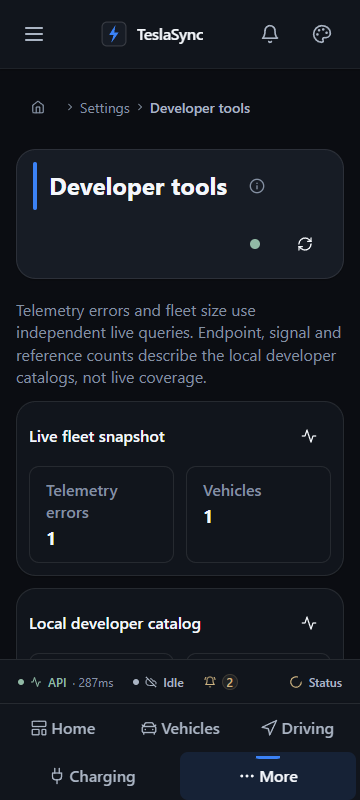 TeslaSync
Settings
Developer tools
Developer tools
Telemetry errors and fleet size use
independent live queries. Endpoint, signal and
reference counts describe the local developer
catalogs, not live coverage.
Live fleet snapshot
Telemetry
errors
1
Vehicles
1
Local developer catalog
API · 287ms
Idle
2
Status
Home
Vehicles
Driving
Charging
More